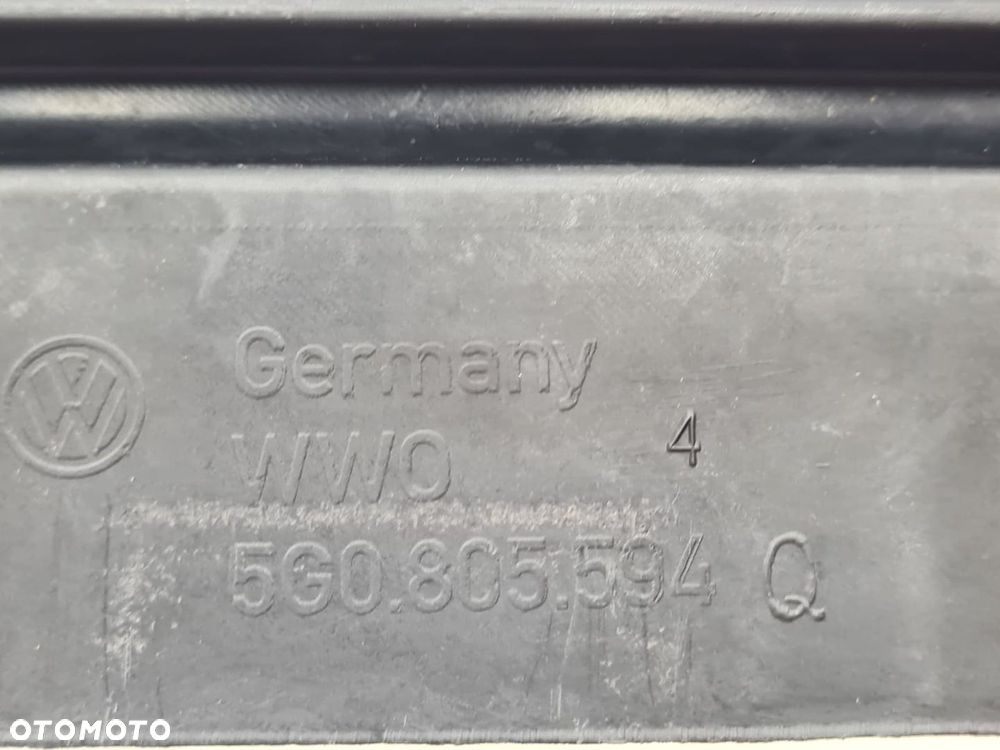 Germany
WWO
4
5G0.805.594 Q
OTOMOTO